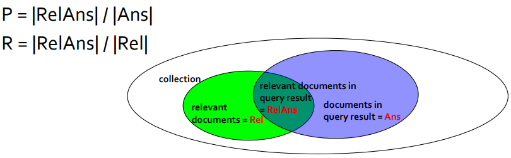 P = |RelAns| / |Ans|
R = |RelAns| / |Rel|
collection
relevant documents in
query result
= RelAns
relevant
documents = Rel
documents in
query result = Ans